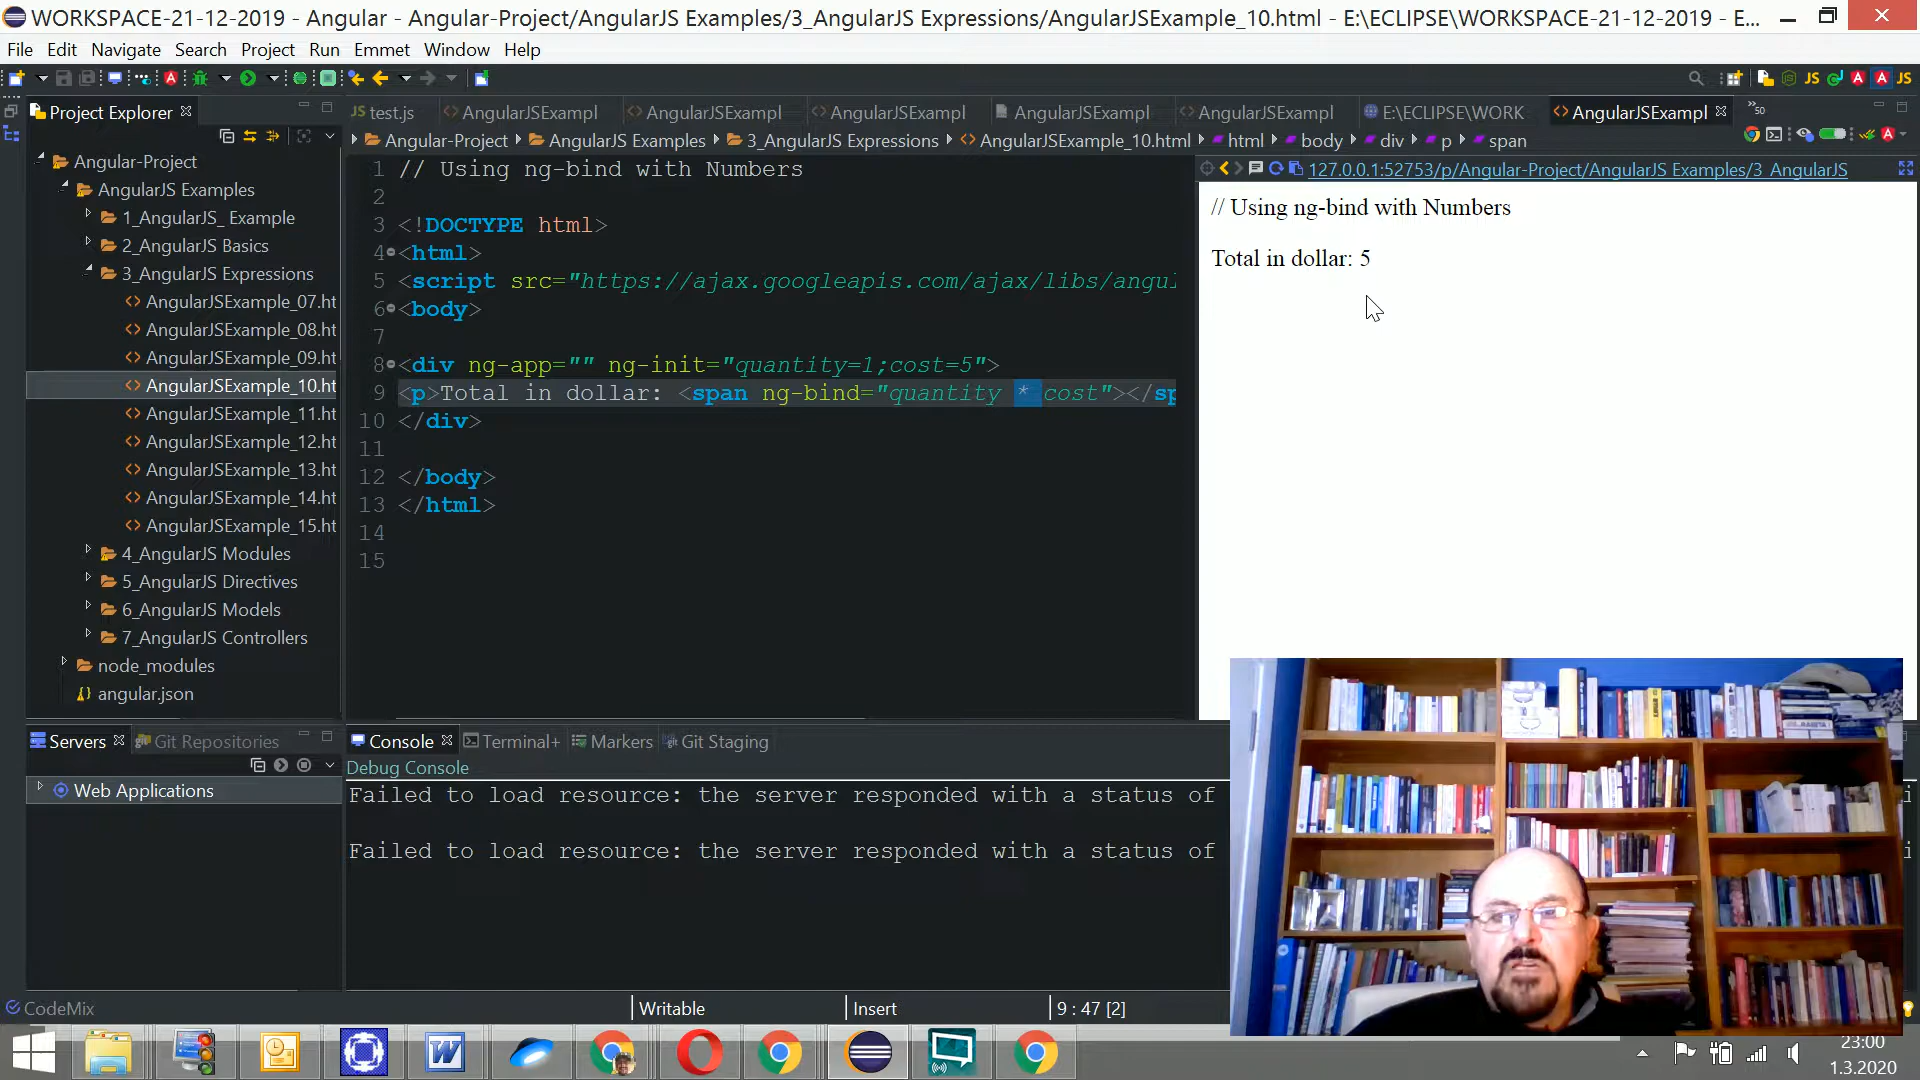 WORKSPACE-21-12-2019 - Angular - Angular-Project/AngularJS Examples/3_AngularJS Expressions/AngularJSExample_10.html - E:\ECLIPSE\WORKSPACE-21-12-2019 - E...
File Edit Navigate Search Project Run Emmet Window Help
Project Explorer
test.js
AngularJSExampl
AngularJSExampl
AngularJSExampl
AngularJSExampl
AngularJSExampl
E:\ECLIPSE\WORK
AngularJSExampl
»50
Angular-Project
AngularJS Examples
3_AngularJS Expressions
AngularJSExample_10.html
html
body
div
p
span
Angular-Project
AngularJS Examples
1_AngularJS_ Example
2_AngularJS Basics
3_AngularJS Expressions
AngularJSExample_07.ht
AngularJSExample_08.ht
AngularJSExample_09.ht
AngularJSExample_10.ht
AngularJSExample_11.ht
AngularJSExample_12.ht
AngularJSExample_13.ht
AngularJSExample_14.ht
AngularJSExample_15.ht
4_AngularJS Modules
5_AngularJS Directives
6_AngularJS Models
7_AngularJS Controllers
node_modules
angular.json
1 // Using ng-bind with Numbers
2
3 <!DOCTYPE html>
4 <html>
5 <script src="https://ajax.googleapis.com/ajax/libs/angul
6 <body>
7
8 <div ng-app="" ng-init="quantity=1;cost=5">
9 <p>Total in dollar: <span ng-bind="quantity * cost"></sp
10 </div>
11
12 </body>
13 </html>
14
15
127.0.0.1:52753/p/Angular-Project/AngularJS Examples/3_AngularJS
// Using ng-bind with Numbers
Total in dollar: 5
Servers
Git Repositories
Web Applications
Console
Terminal+
Markers
Git Staging
Debug Console
Failed to load resource: the server responded with a status of
Failed to load resource: the server responded with a status of
CodeMix
Writable
Insert
9 : 47 [2]
23:00
1.3.2020